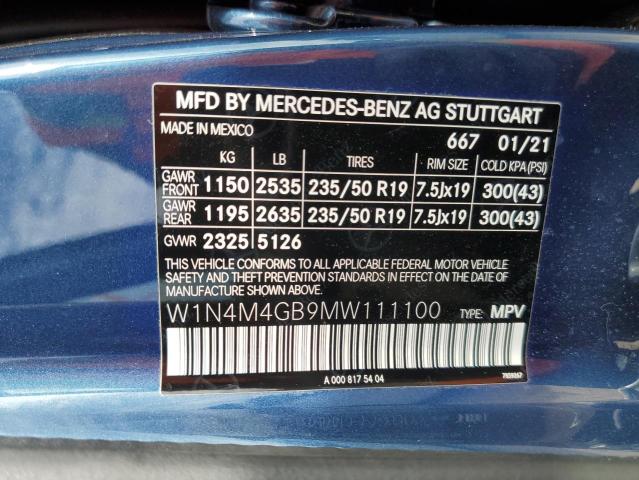 MFD BY MERCEDES-BENZ AG STUTTGART
MADE IN MEXICO 667 01/21
KG LB TIRES RIM SIZE COLD KPA(PSI)
GAWR FRONT 1150 2535 235/50 R19 7.5Jx19 300(43)
GAWR REAR 1195 2635 235/50 R19 7.5Jx19 300(43)
GVWR 2325 5126
THIS VEHICLE CONFORMS TO ALL APPLICABLE FEDERAL MOTOR VEHICLE
SAFETY AND THEFT PREVENTION STANDARDS IN EFFECT ON THE DATE
OF MANUFACTURE SHOWN ABOVE.
W1N4M4GB9MW111100 TYPE: MPV
A 000 817 54 04